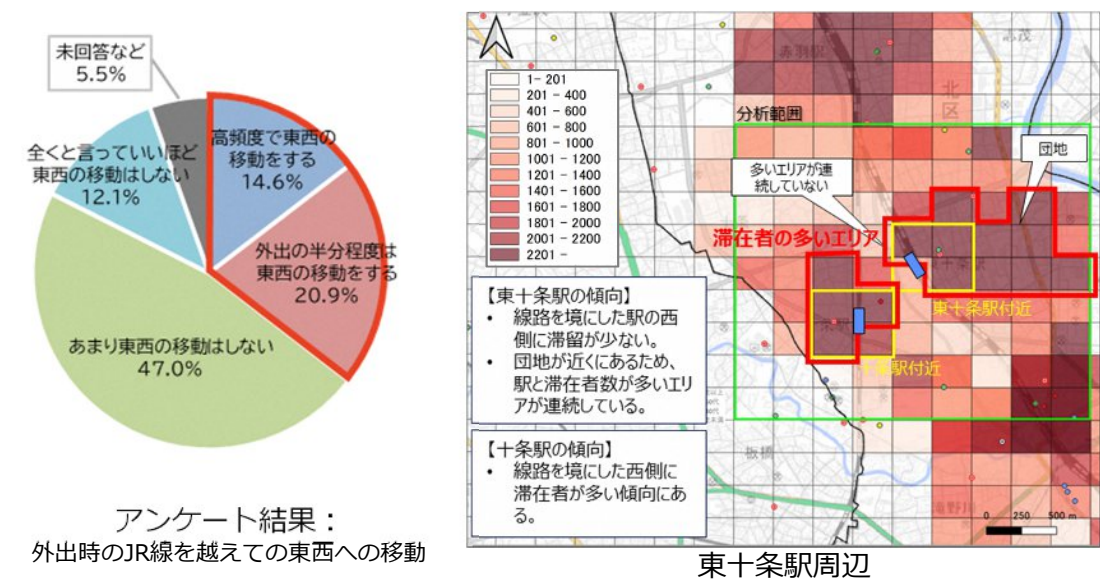 未回答など
5.5%
高頻度で東西の
移動をする
14.6%
全くと言っていいほど
東西の移動はしない
12.1%
外出の半分程度は
東西の移動をする
20.9%
あまり東西の移動はしない
47.0%
アンケート結果：
外出時のJR線を越えての東西への移動
1- 201
201 - 400
401 - 600
601 - 800
801 - 1000
1001 - 1200
1201 - 1400
1401 - 1600
1601 - 1800
1801 - 2000
2001 - 2200
2201 -
赤羽駅
志茂
北区
分析範囲
団地
多いエリアが連
続していない
滞在者の多いエリア
東十条駅付近
十条駅付近
【東十条駅の傾向】
• 線路を境にした駅の西
側に滞留が少ない。
• 団地が近くにあるため、
駅と滞在者数が多いエリ
アが連続している。
【十条駅の傾向】
• 線路を境にした西側に
滞在者が多い傾向にあ
る。
板橋
滝野川
0 250 500 m
東十条駅周辺